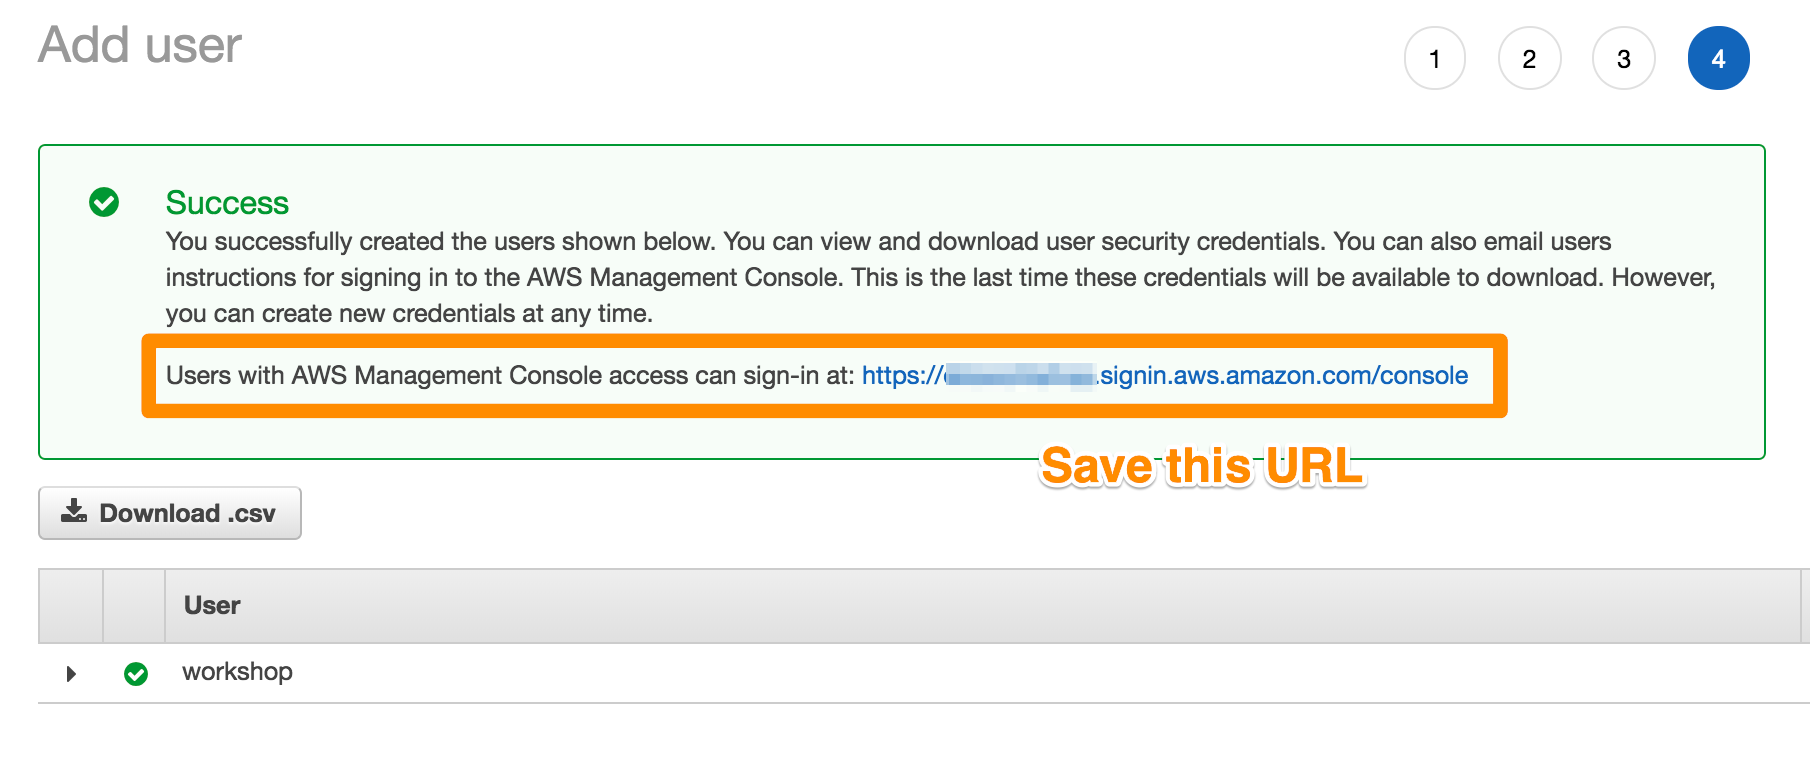 Add user
1 2 3 4
Success
You successfully created the users shown below. You can view and download user security credentials. You can also email users
instructions for signing in to the AWS Management Console. This is the last time these credentials will be available to download. However,
you can create new credentials at any time.
Users with AWS Management Console access can sign-in at: https:// .signin.aws.amazon.com/console
Save this URL
Download .csv
User
workshop